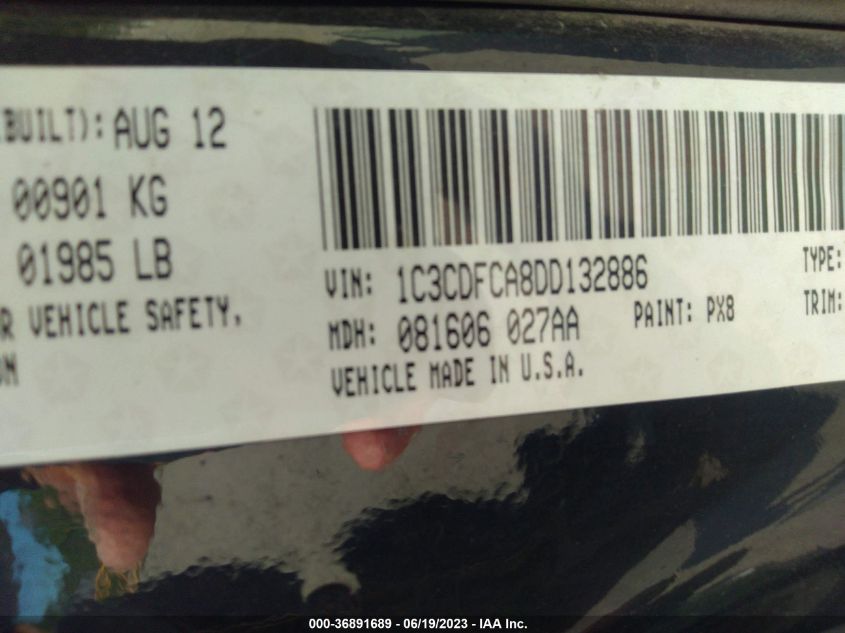 BUILT): AUG 12
00901 KG
01985 LB
R VEHICLE SAFETY,
VIN: 1C3CDFCA8DD132886
TYPE:
MDH: 081606 027AA
PAINT: PX8
TRIM:
VEHICLE MADE IN U.S.A.
000-36891689 - 06/19/2023 - IAA Inc.